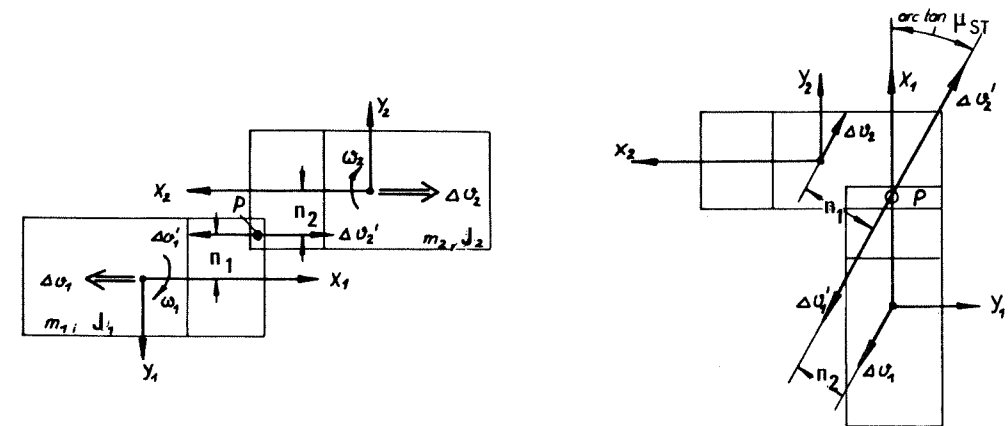 y₂
ω₂
x₂
Δv₂
P
n₂
Δv₁'
Δv₂'
m₂, J₂
n₁
Δv₁
x₁
ω₁
m₁; J₁
y₁
arc tan μ_ST
y₂
x₁
Δv₂'
Δv₂
x₂
P
n₁
Δv₁'
y₁
n₂
Δv₁